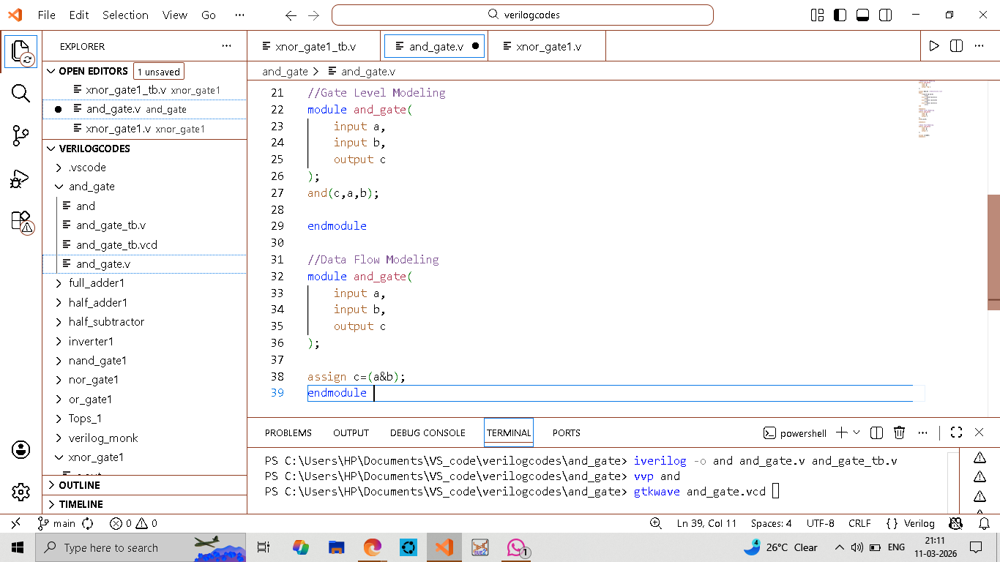 File Edit Selection View Go ···
verilogcodes
EXPLORER ···
OPEN EDITORS 1 unsaved
xnor_gate1_tb.v xnor_gate1
and_gate.v and_gate
xnor_gate1.v xnor_gate1
VERILOGCODES
.vscode
and_gate
and
and_gate_tb.v
and_gate_tb.vcd
and_gate.v
full_adder1
half_adder1
half_subtractor
inverter1
nand_gate1
nor_gate1
or_gate1
Tops_1
verilog_monk
xnor_gate1
OUTLINE
TIMELINE
xnor_gate1_tb.v and_gate.v xnor_gate1.v
and_gate > and_gate.v
21 //Gate Level Modeling
22 module and_gate(
23 input a,
24 input b,
25 output c
26 );
27 and(c,a,b);
28
29 endmodule
30
31 //Data Flow Modeling
32 module and_gate(
33 input a,
34 input b,
35 output c
36 );
37
38 assign c=(a&b);
39 endmodule
PROBLEMS OUTPUT DEBUG CONSOLE TERMINAL PORTS powershell
PS C:\Users\HP\Documents\VS_code\verilogcodes\and_gate> iverilog -o and and_gate.v and_gate_tb.v
PS C:\Users\HP\Documents\VS_code\verilogcodes\and_gate> vvp and
PS C:\Users\HP\Documents\VS_code\verilogcodes\and_gate> gtkwave and_gate.vcd
main 0 0 Ln 39, Col 11 Spaces: 4 UTF-8 CRLF {} Verilog
Type here to search 1 4 26°C Clear ENG 21:11
11-03-2026